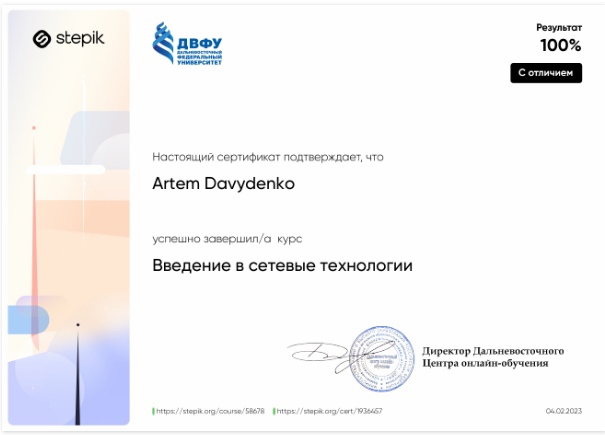 stepik
ДВФУ
ДАЛЬНЕВОСТОЧНЫЙ
ФЕДЕРАЛЬНЫЙ
УНИВЕРСИТЕТ
Результат
100%
С отличием
Настоящий сертификат подтверждает, что
Artem Davydenko
успешно завершил/а курс
Введение в сетевые технологии
Директор Дальневосточного
Центра онлайн-обучения
https://stepik.org/course/58678 https://stepik.org/cert/1936457
04.02.2023